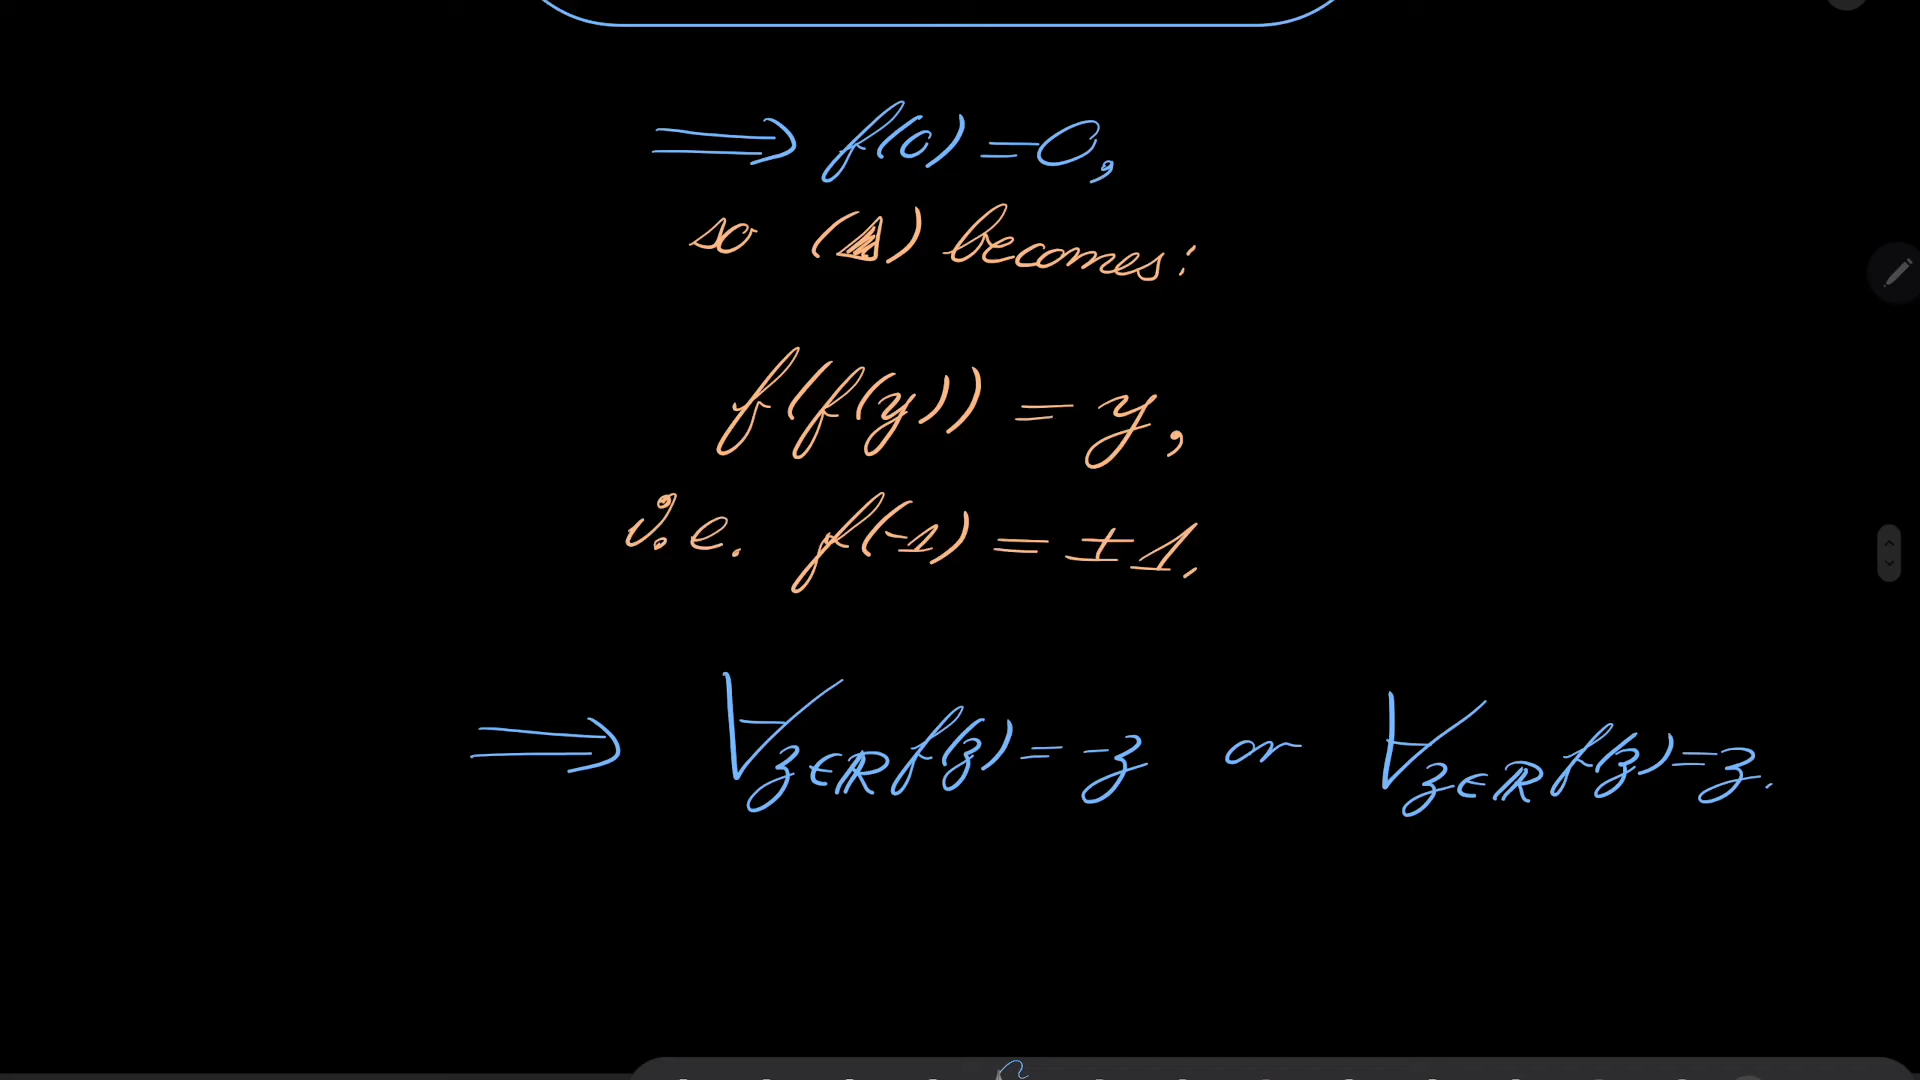 ⟹ f(0) = 0,
so (Δ) becomes:
f(f(y)) = y,
i.e. f(-1) = ±1.
⟹ ∀z∈ℝ f(z) = -z or ∀z∈ℝ f(z) = z.